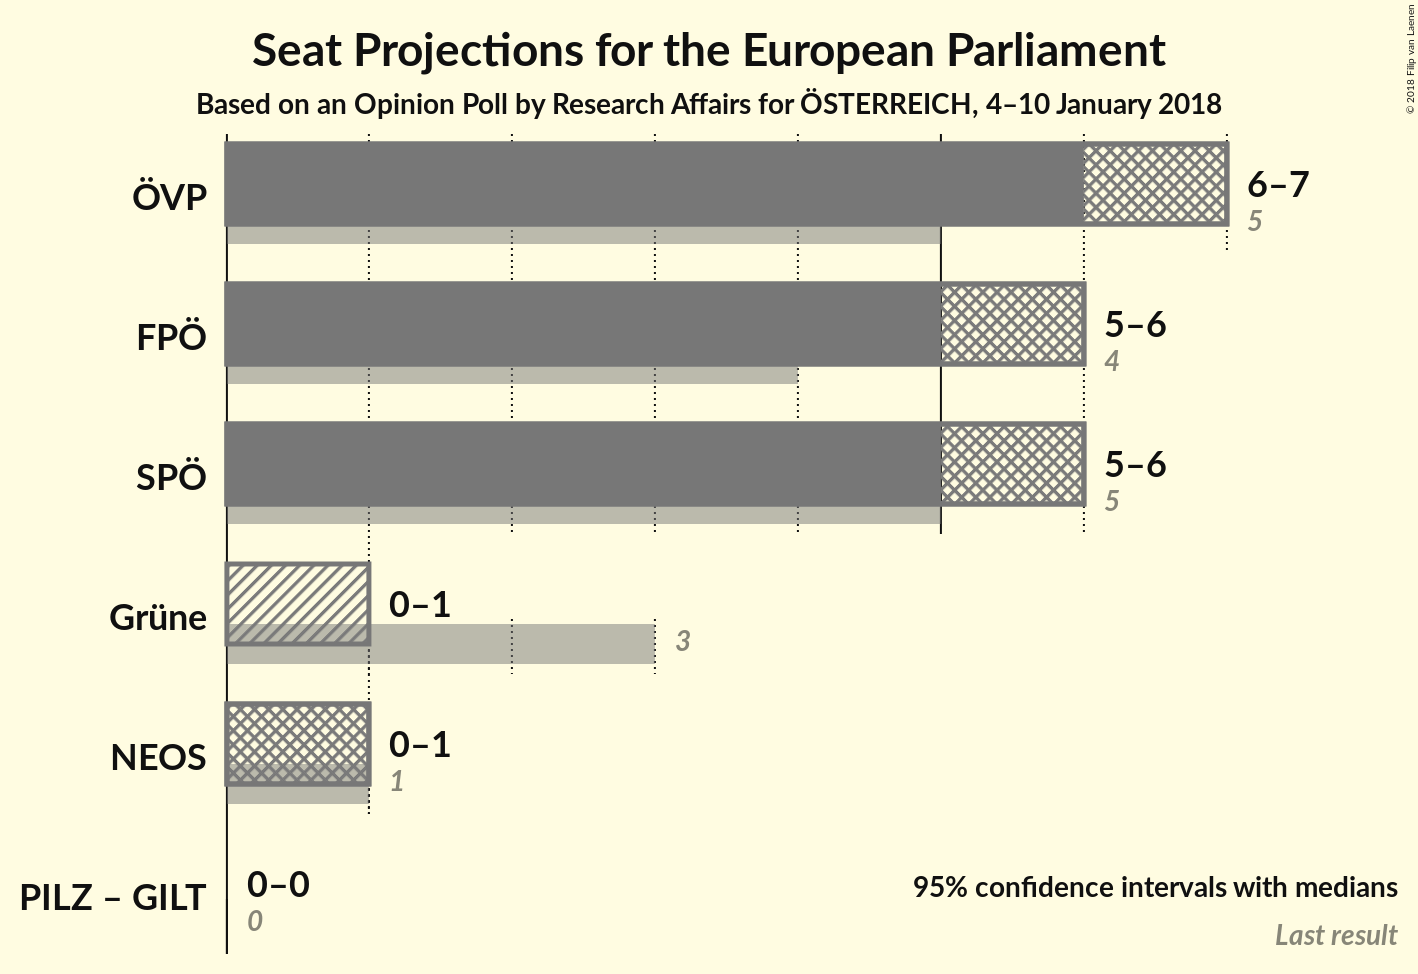 Seat Projections for the European Parliament
Based on an Opinion Poll by Research Affairs for ÖSTERREICH, 4–10 January 2018
© 2018 Filip van Laenen
ÖVP
6–7
5
FPÖ
5–6
4
SPÖ
5–6
5
Grüne
0–1
3
NEOS
0–1
1
PILZ – GILT
0–0
0
95% confidence intervals with medians
Last result